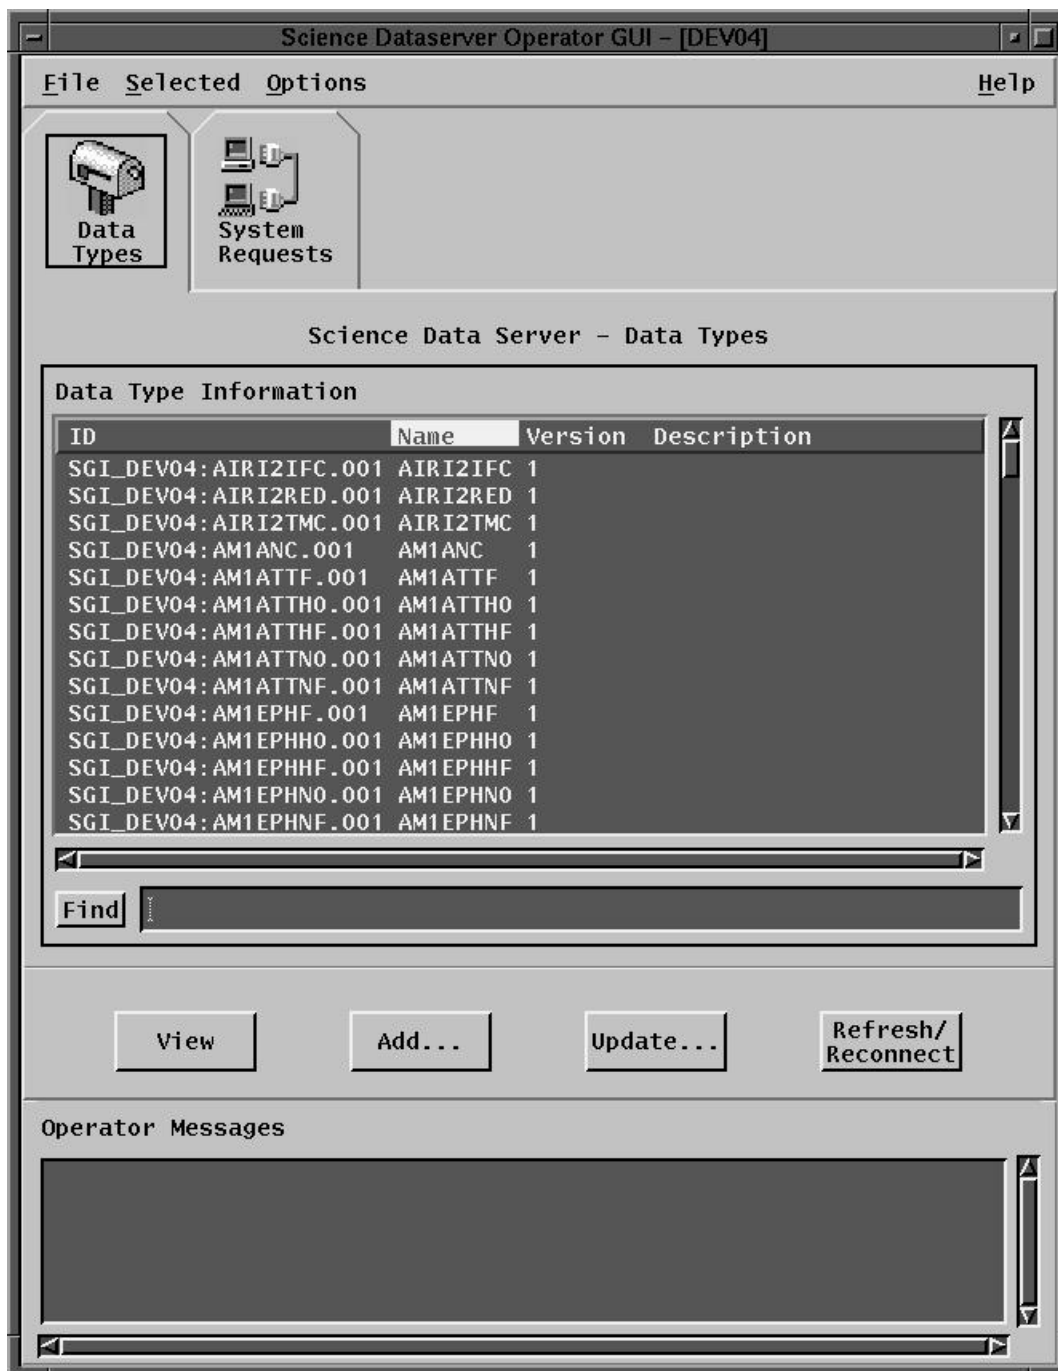 Science Dataserver Operator GUI – [DEV04]
File Selected Options Help
Data Types
System Requests
Science Data Server – Data Types
Data Type Information
ID Name Version Description
SGI_DEV04:AIRI2IFC.001 AIRI2IFC 1
SGI_DEV04:AIRI2RED.001 AIRI2RED 1
SGI_DEV04:AIRI2TMC.001 AIRI2TMC 1
SGI_DEV04:AM1ANC.001 AM1ANC 1
SGI_DEV04:AM1ATTF.001 AM1ATTF 1
SGI_DEV04:AM1ATTH0.001 AM1ATTH0 1
SGI_DEV04:AM1ATTHF.001 AM1ATTHF 1
SGI_DEV04:AM1ATTN0.001 AM1ATTN0 1
SGI_DEV04:AM1ATTNF.001 AM1ATTNF 1
SGI_DEV04:AM1EPHF.001 AM1EPHF 1
SGI_DEV04:AM1EPHH0.001 AM1EPHH0 1
SGI_DEV04:AM1EPHHF.001 AM1EPHHF 1
SGI_DEV04:AM1EPHN0.001 AM1EPHN0 1
SGI_DEV04:AM1EPHNF.001 AM1EPHNF 1
Find
View Add... Update... Refresh/
Reconnect
Operator Messages